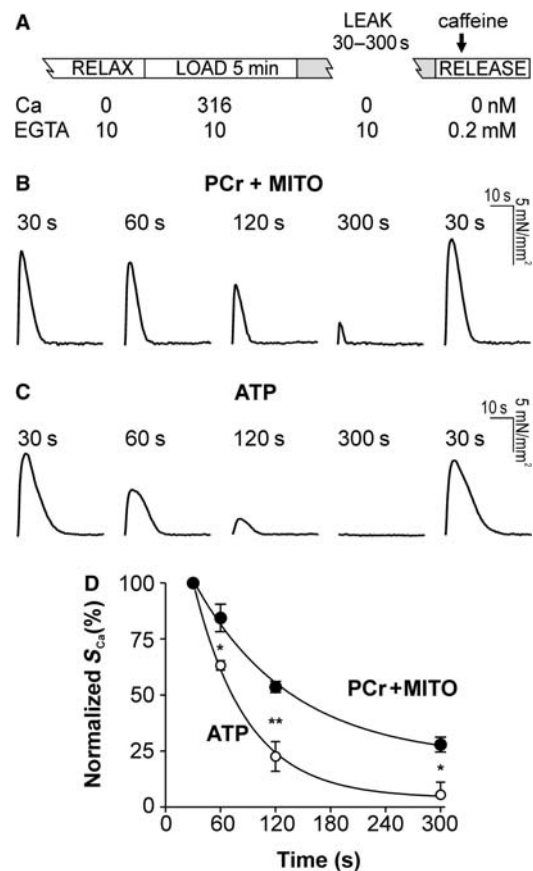 A
LEAK
30–300 s
caffeine
RELAX LOAD 5 min RELEASE
Ca 0 316 0 0 nM
EGTA 10 10 10 0.2 mM
B PCr + MITO
30 s 60 s 120 s 300 s 30 s
10 s
5 mN/mm²
C ATP
30 s 60 s 120 s 300 s 30 s
10 s
5 mN/mm²
D
Normalized SCa(%)
100
75
50
25
0
PCr+MITO
ATP
*
**
*
0 60 120 180 240 300
Time (s)